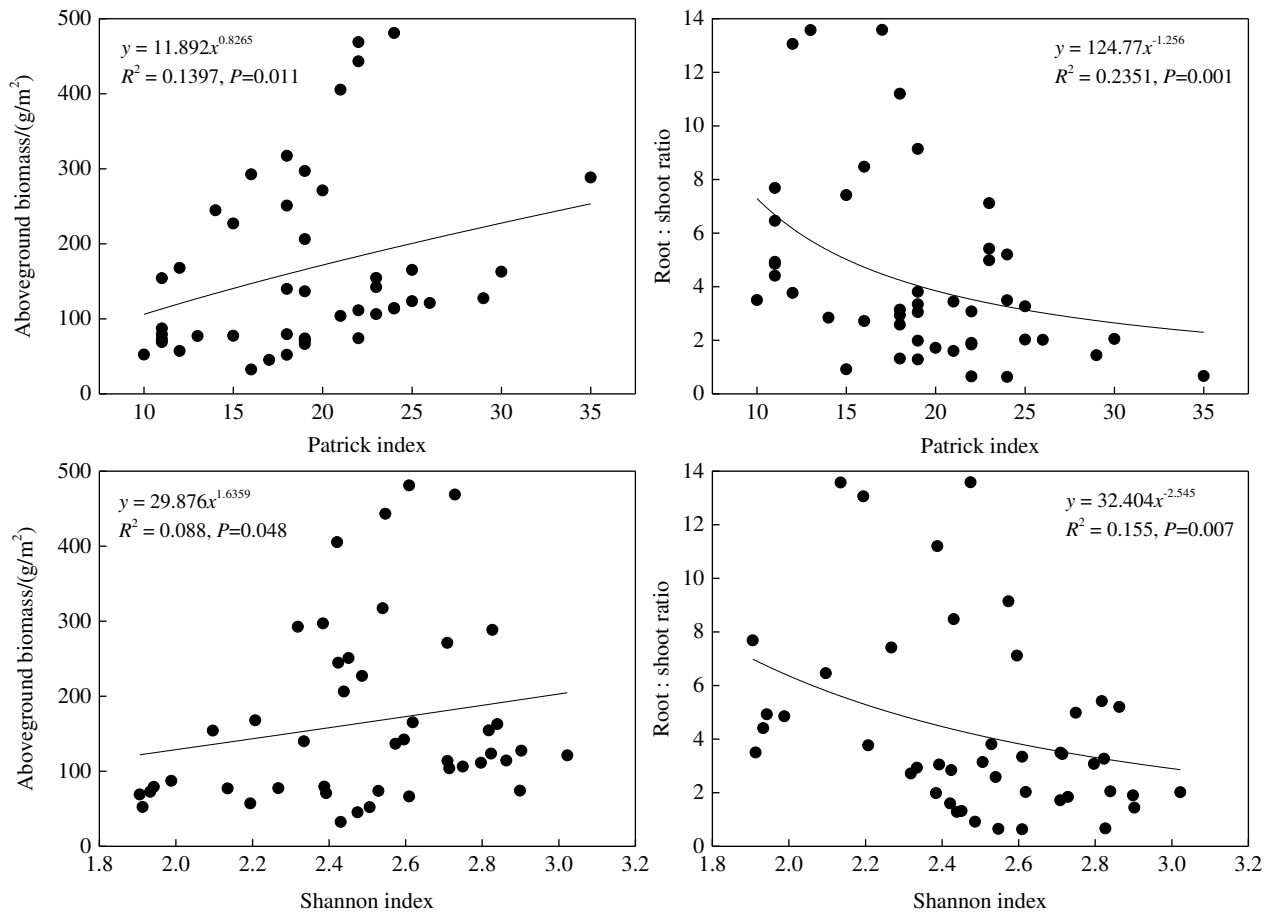 500
400
300
200
100
0
Aboveground biomass/(g/m²)
y = 11.892x^0.8265
R² = 0.1397, P=0.011
10 15 20 25 30 35
Patrick index
14
12
10
8
6
4
2
0
Root : shoot ratio
y = 124.77x^-1.256
R² = 0.2351, P=0.001
10 15 20 25 30 35
Patrick index
500
400
300
200
100
0
Aboveground biomass/(g/m²)
y = 29.876x^1.6359
R² = 0.088, P=0.048
1.8 2.0 2.2 2.4 2.6 2.8 3.0 3.2
Shannon index
14
12
10
8
6
4
2
0
Root : shoot ratio
y = 32.404x^-2.545
R² = 0.155, P=0.007
1.8 2.0 2.2 2.4 2.6 2.8 3.0 3.2
Shannon index